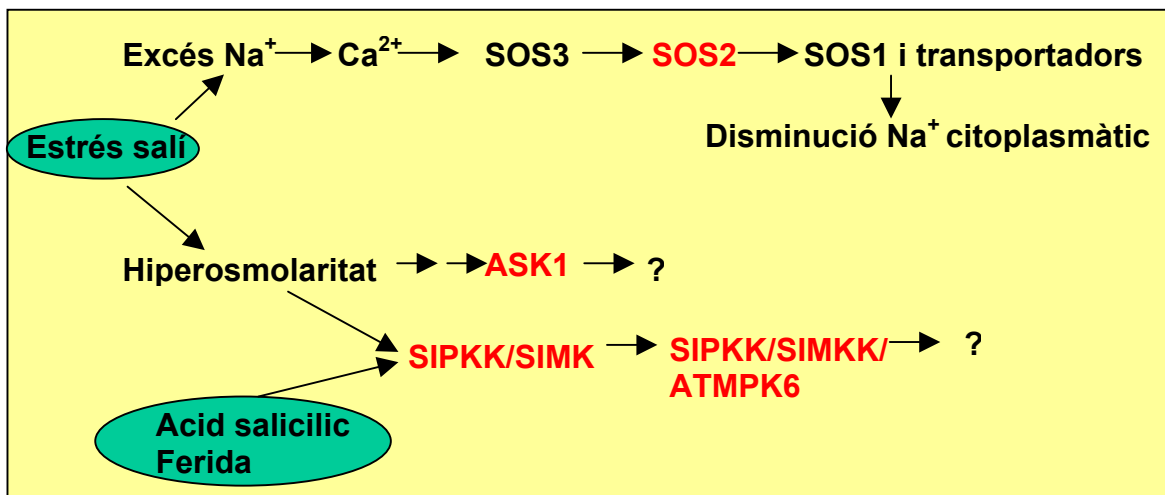 Excés Na+ Ca2+ SOS3 SOS2 SOS1 i transportadors
Disminució Na+ citoplasmàtic
Estrés salí
Hiperosmolaritat ASK1 ?
SIPKK/SIMK SIPKK/SIMKK/ ?
ATMPK6
Acid salicilic
Ferida